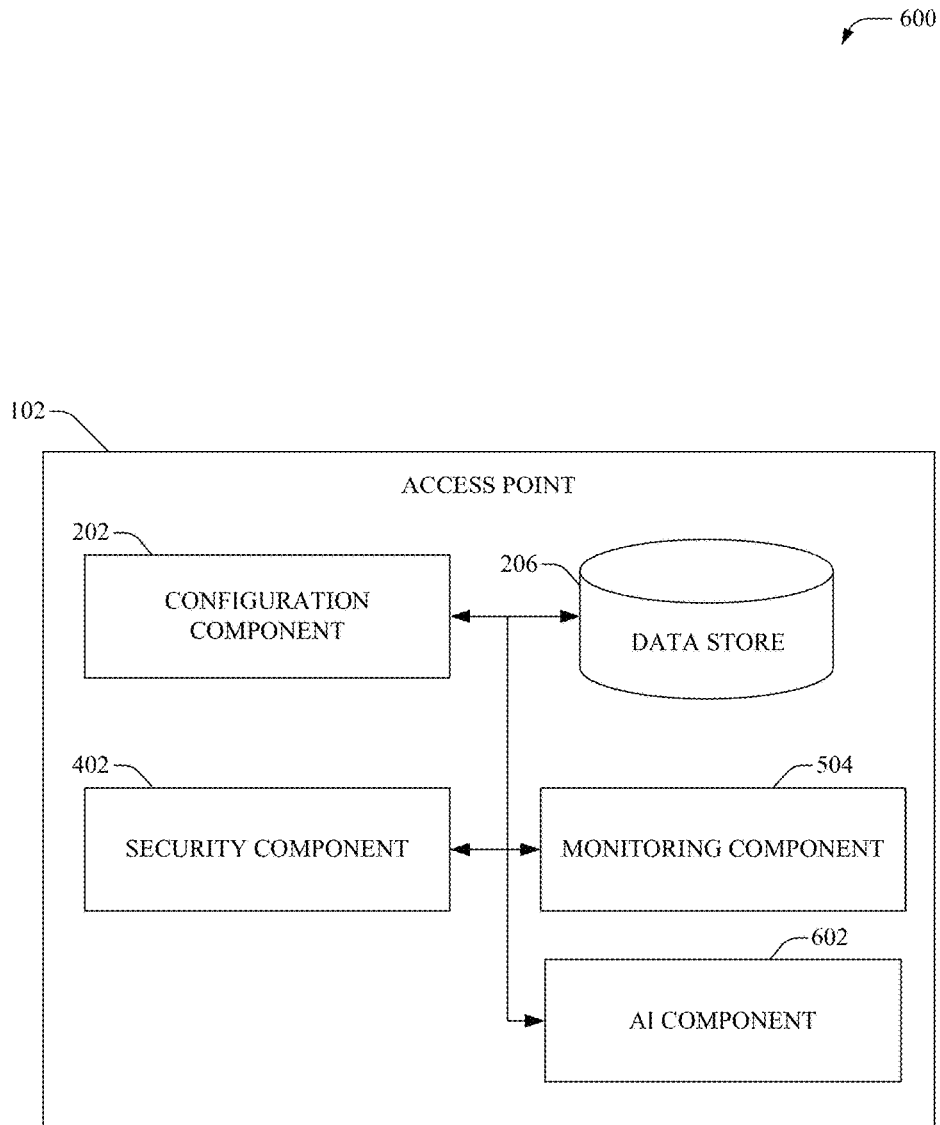 600
102
ACCESS POINT
202
CONFIGURATION
COMPONENT
206
DATA STORE
402
SECURITY COMPONENT
504
MONITORING COMPONENT
602
AI COMPONENT